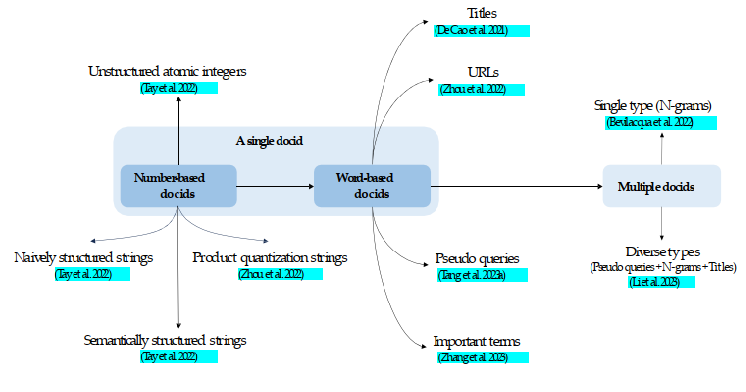 Titles
(De Cao et al. 2021)
URLs
(Zhou et al. 2022)
Unstructured atomic integers
(Tay et al. 2022)
Single type (N-grams)
(Bevilacqua et al. 2022)
A single docid
Number-based
docids
Word-based
docids
Multiple docids
Naively structured strings
(Tay et al. 2022)
Product quantization strings
(Zhou et al. 2022)
Pseudo queries
(Tang et al. 2023a)
Diverse types
(Pseudo queries + N-grams + Titles)
(Li et al. 2023)
Semantically structured strings
(Tay et al. 2022)
Important terms
(Zhang et al. 2023)